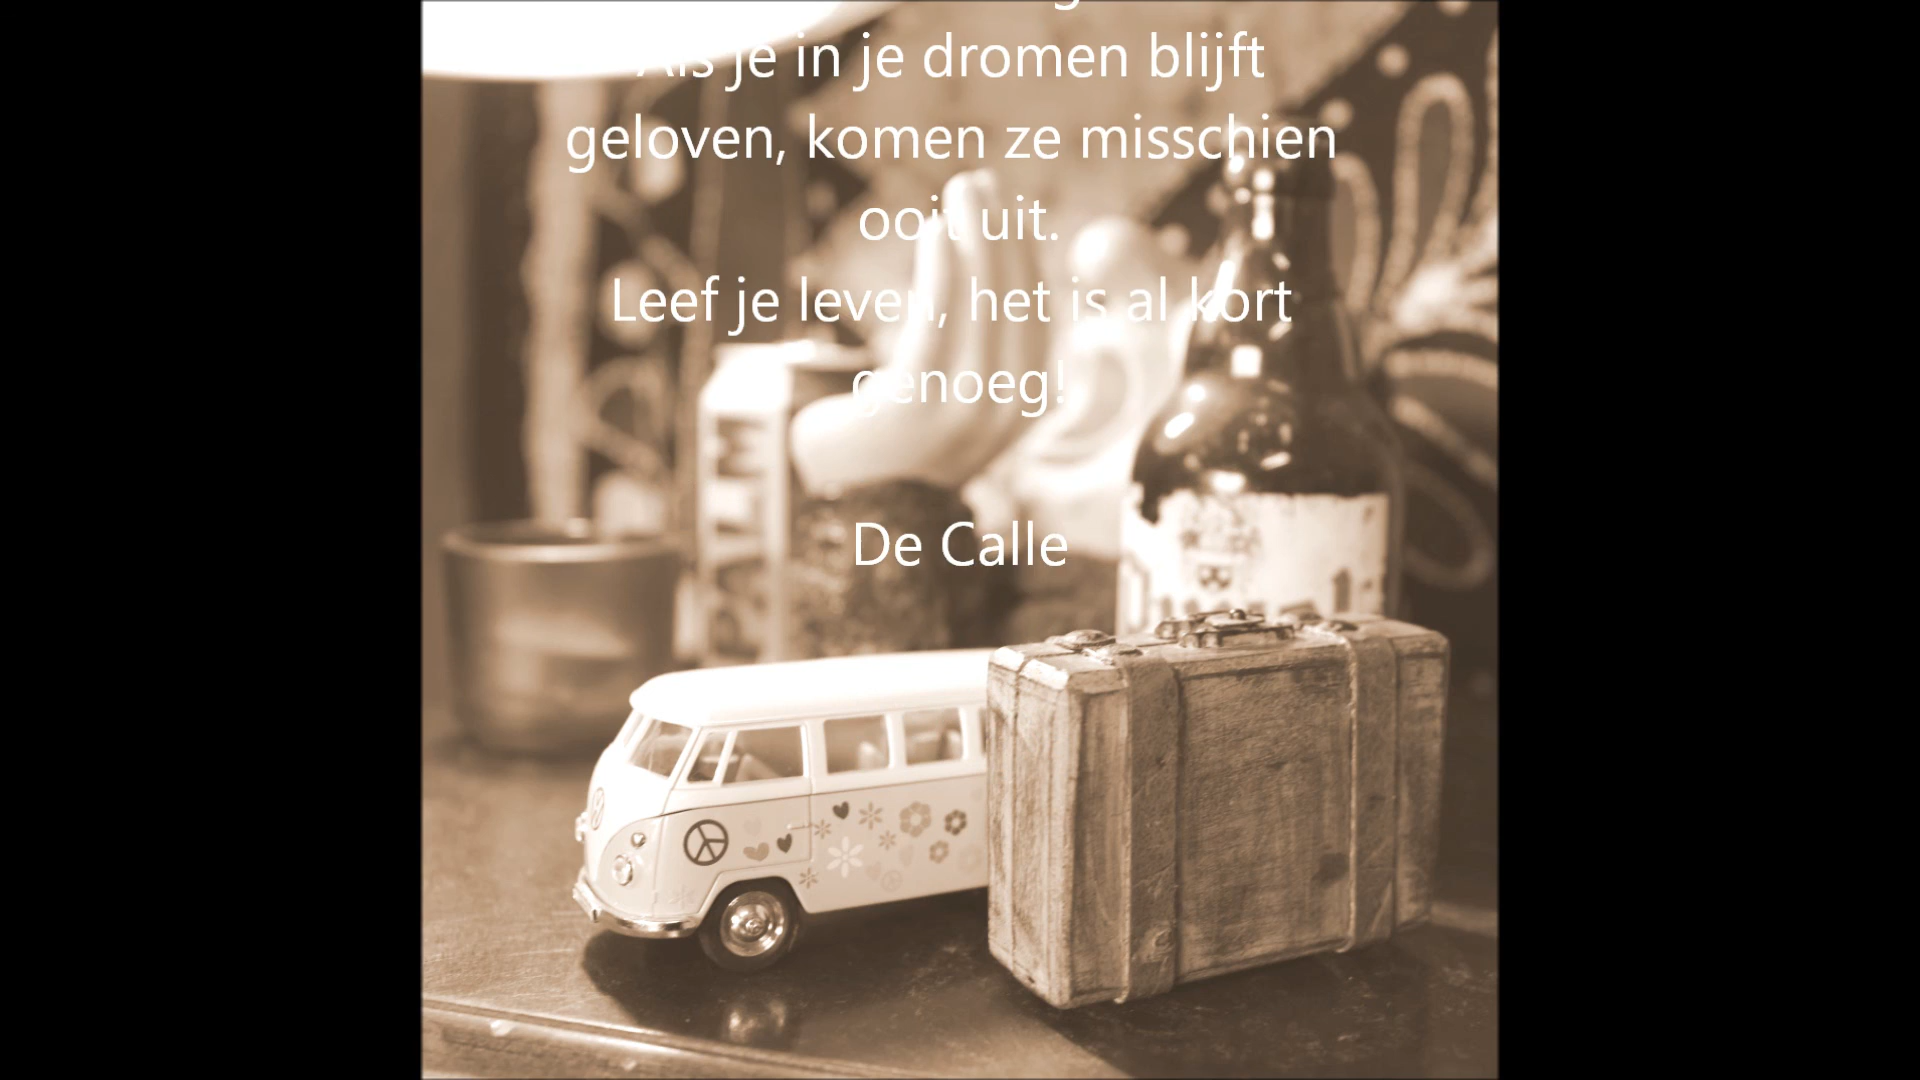 Als je in je dromen blijft
geloven, komen ze misschien
ooit uit.
Leef je leven, het is al kort
genoeg!
De Calle
PALM